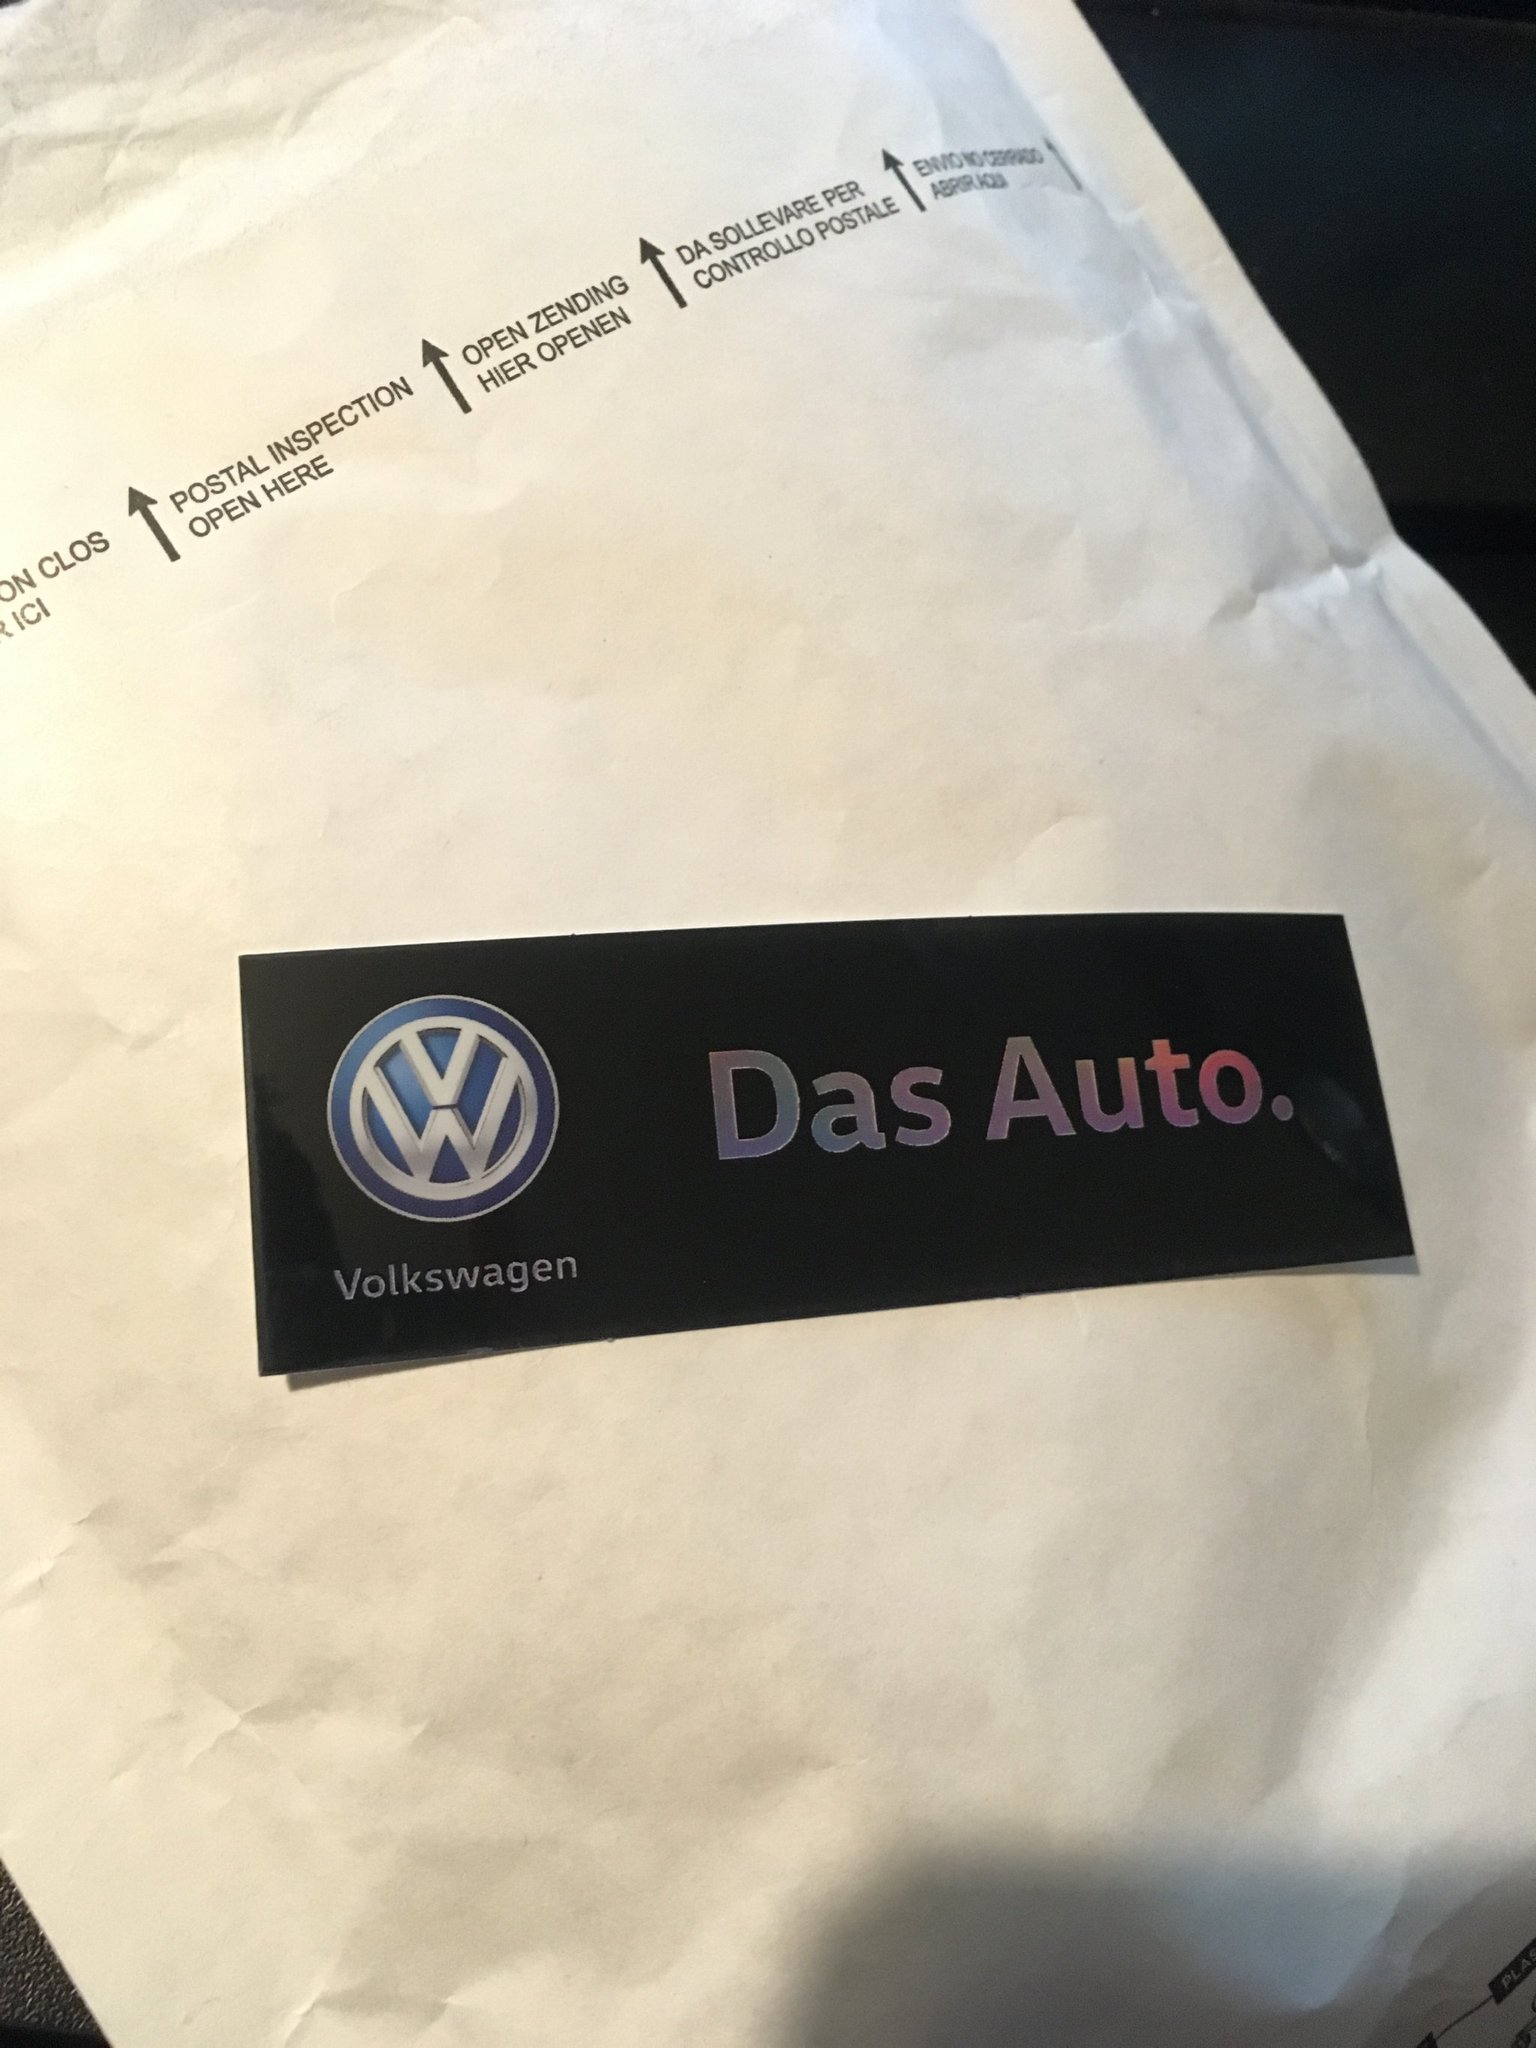 ON CLOS
R ICI
POSTAL INSPECTION
OPEN HERE
OPEN ZENDING
HIER OPENEN
DA SOLLEVARE PER
CONTROLLO POSTALE
ENVIO NO CERRADO
ABRIR AQUI
Das Auto.
Volkswagen
PLAS